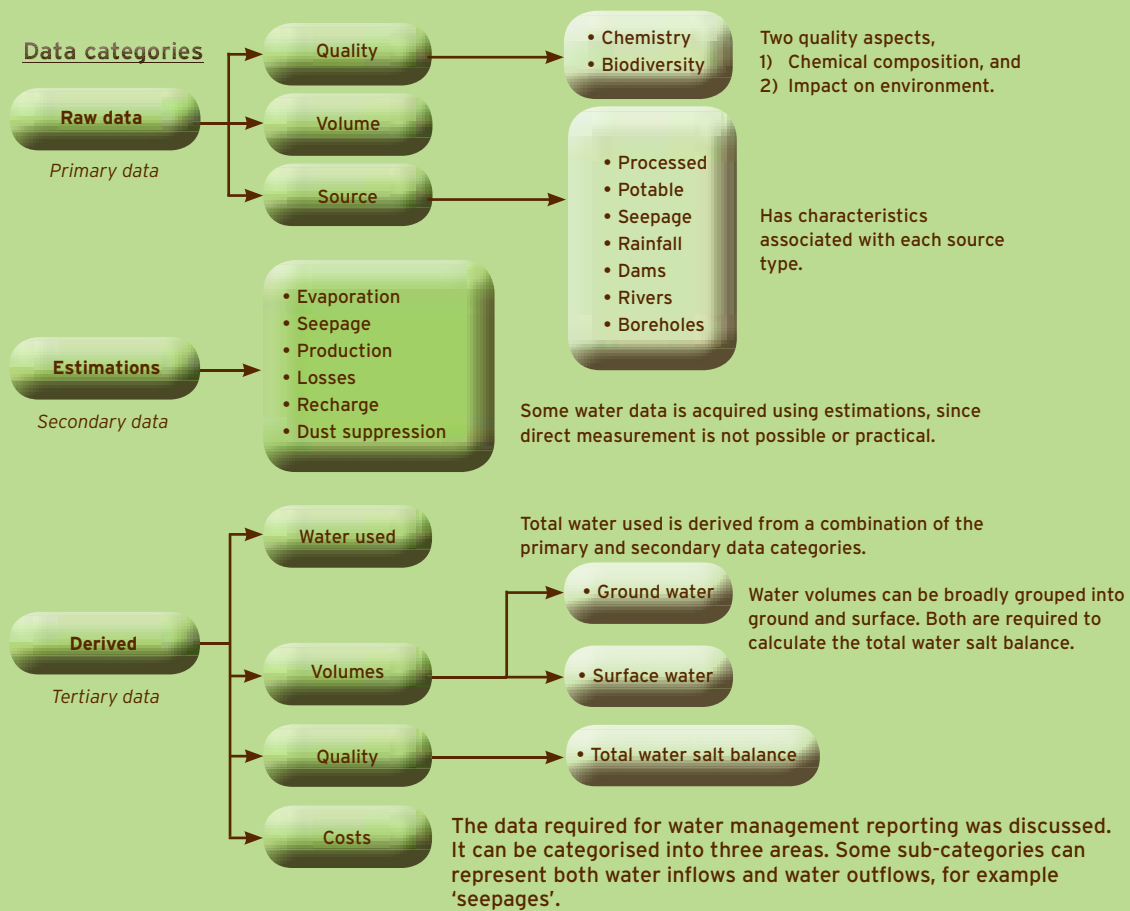 Data categories
Raw data
Primary data
Quality
Volume
Source
• Chemistry
• Biodiversity
Two quality aspects,
1) Chemical composition, and
2) Impact on environment.
• Processed
• Potable
• Seepage
• Rainfall
• Dams
• Rivers
• Boreholes
Has characteristics
associated with each source
type.
Estimations
Secondary data
• Evaporation
• Seepage
• Production
• Losses
• Recharge
• Dust suppression
Some water data is acquired using estimations, since
direct measurement is not possible or practical.
Derived
Tertiary data
Water used
Total water used is derived from a combination of the
primary and secondary data categories.
Volumes
• Ground water
• Surface water
Water volumes can be broadly grouped into
ground and surface. Both are required to
calculate the total water salt balance.
Quality
• Total water salt balance
Costs
The data required for water management reporting was discussed.
It can be categorised into three areas. Some sub-categories can
represent both water inflows and water outflows, for example
‘seepages’.